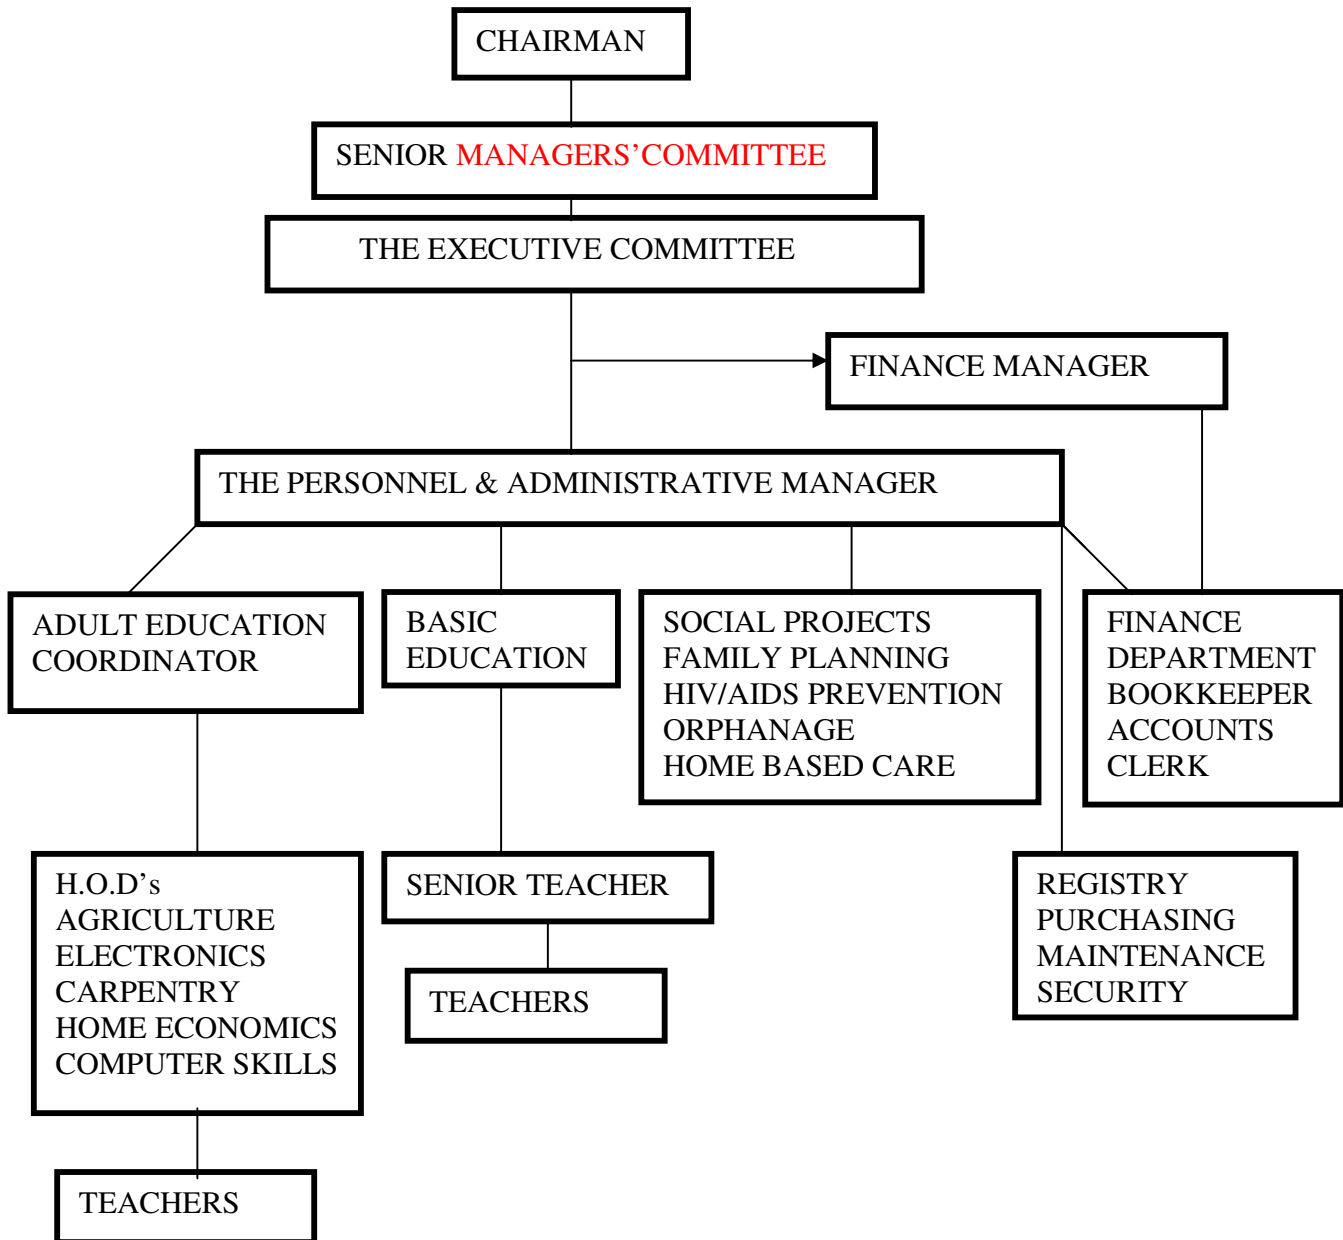 CHAIRMAN
SENIOR MANAGERS'COMMITTEE
THE EXECUTIVE COMMITTEE
FINANCE MANAGER
THE PERSONNEL & ADMINISTRATIVE MANAGER
ADULT EDUCATION
COORDINATOR
BASIC
EDUCATION
SOCIAL PROJECTS
FAMILY PLANNING
HIV/AIDS PREVENTION
ORPHANAGE
HOME BASED CARE
FINANCE
DEPARTMENT
BOOKKEEPER
ACCOUNTS
CLERK
H.O.D's
AGRICULTURE
ELECTRONICS
CARPENTRY
HOME ECONOMICS
COMPUTER SKILLS
SENIOR TEACHER
TEACHERS
REGISTRY
PURCHASING
MAINTENANCE
SECURITY
TEACHERS